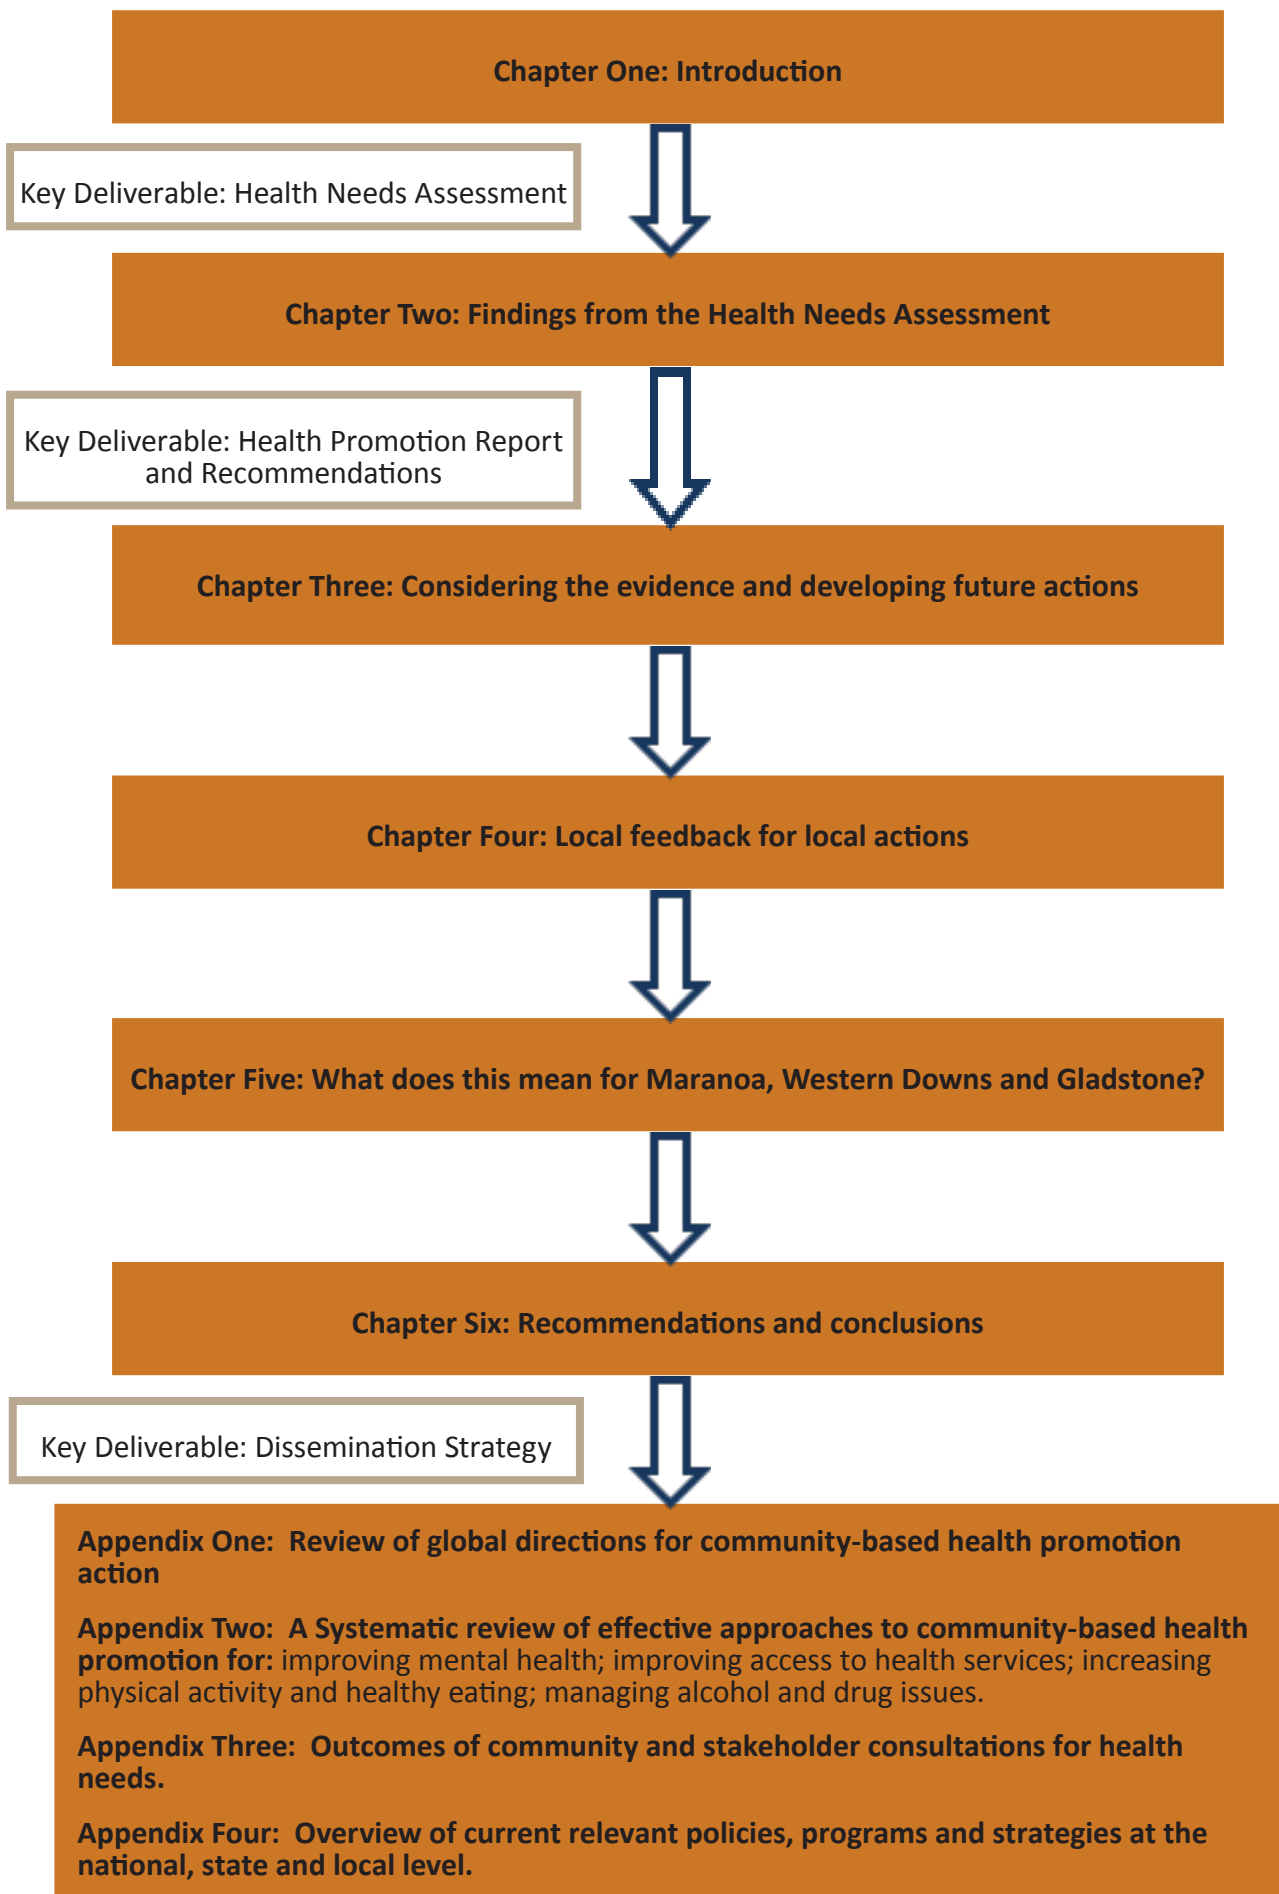 Chapter One: Introduction
Key Deliverable: Health Needs Assessment
Chapter Two: Findings from the Health Needs Assessment
Key Deliverable: Health Promotion Report
and Recommendations
Chapter Three: Considering the evidence and developing future actions
Chapter Four: Local feedback for local actions
Chapter Five: What does this mean for Maranoa, Western Downs and Gladstone?
Chapter Six: Recommendations and conclusions
Key Deliverable: Dissemination Strategy
Appendix One:  Review of global directions for community-based health promotion
action
Appendix Two:  A Systematic review of effective approaches to community-based health
promotion for: improving mental health; improving access to health services; increasing
physical activity and healthy eating; managing alcohol and drug issues.
Appendix Three:  Outcomes of community and stakeholder consultations for health
needs.
Appendix Four:  Overview of current relevant policies, programs and strategies at the
national, state and local level.